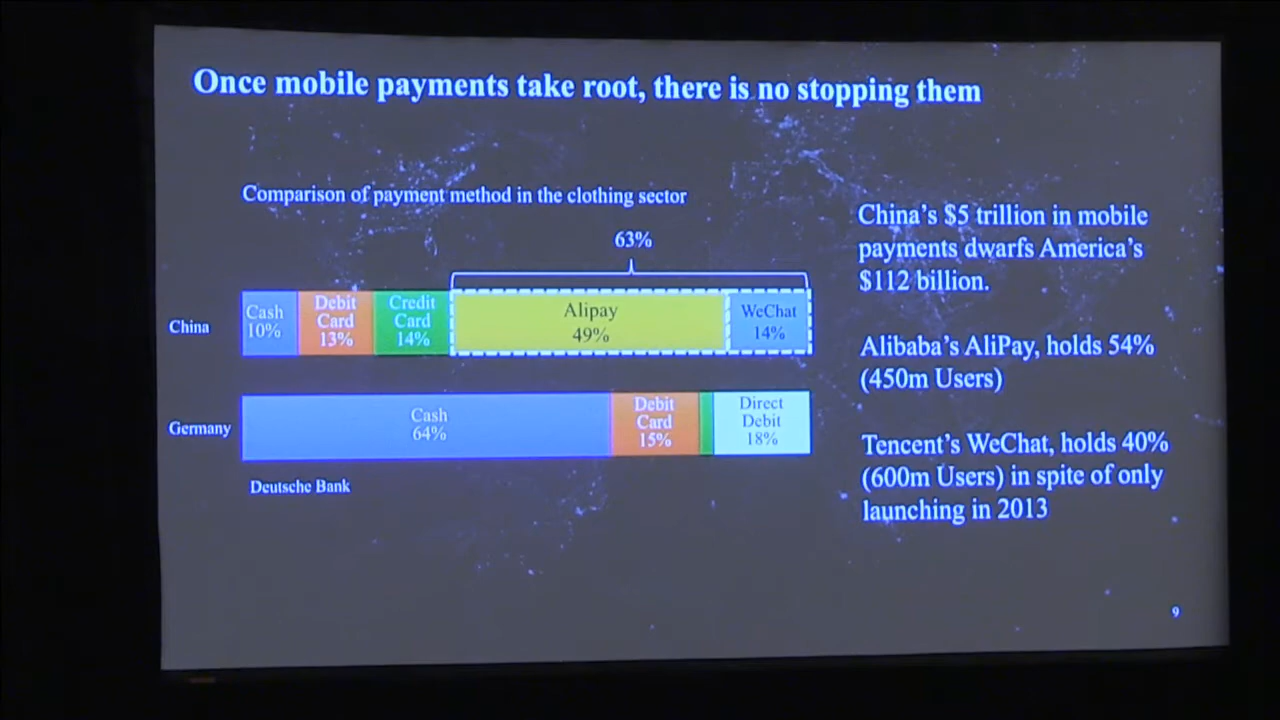 Once mobile payments take root, there is no stopping them
Comparison of payment method in the clothing sector
63%
China
Cash
10%
Debit
Card
13%
Credit
Card
14%
Alipay
49%
WeChat
14%
Germany
Cash
64%
Debit
Card
15%
Direct
Debit
18%
Deutsche Bank
China's $5 trillion in mobile
payments dwarfs America's
$112 billion.
Alibaba's AliPay, holds 54%
(450m Users)
Tencent's WeChat, holds 40%
(600m Users) in spite of only
launching in 2013
9